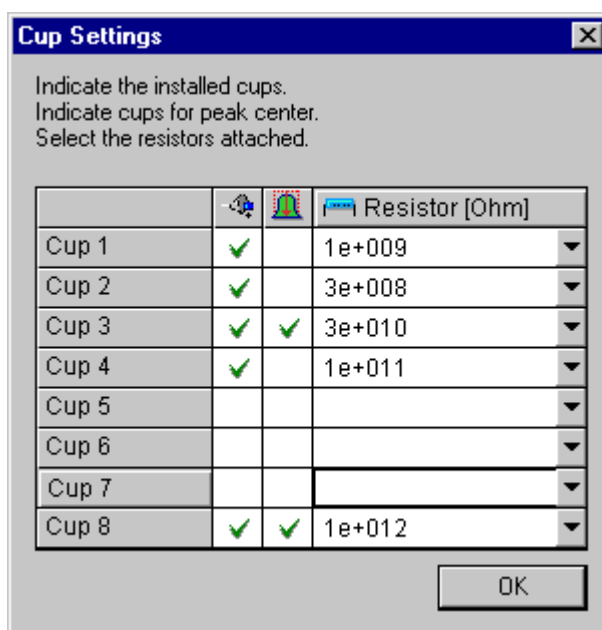 Cup Settings
Indicate the installed cups.
Indicate cups for peak center.
Select the resistors attached.
Resistor [Ohm]
Cup 1 1e+009
Cup 2 3e+008
Cup 3 3e+010
Cup 4 1e+011
Cup 5
Cup 6
Cup 7
Cup 8 1e+012
OK